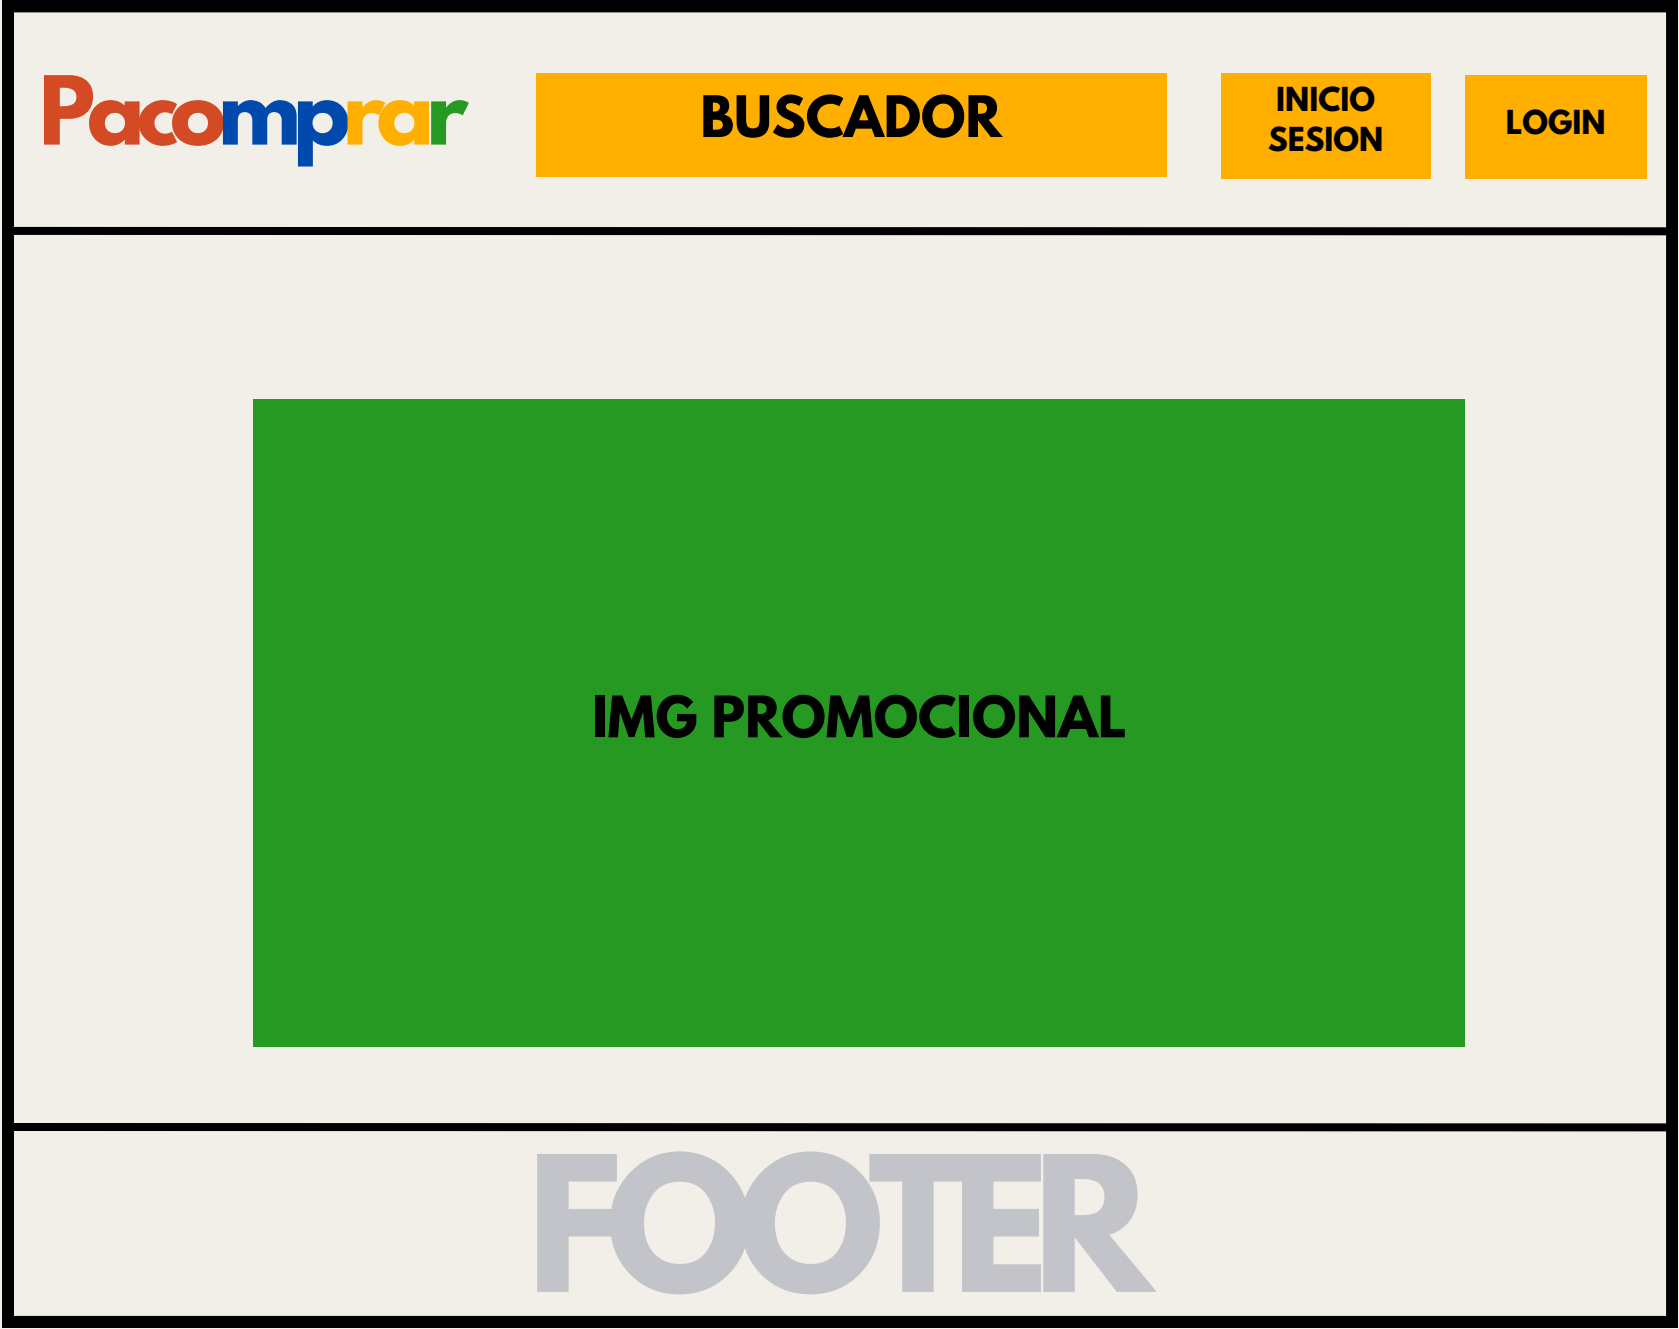 Pacomprar
BUSCADOR
INICIO
SESION
LOGIN
IMG PROMOCIONAL
FOOTER